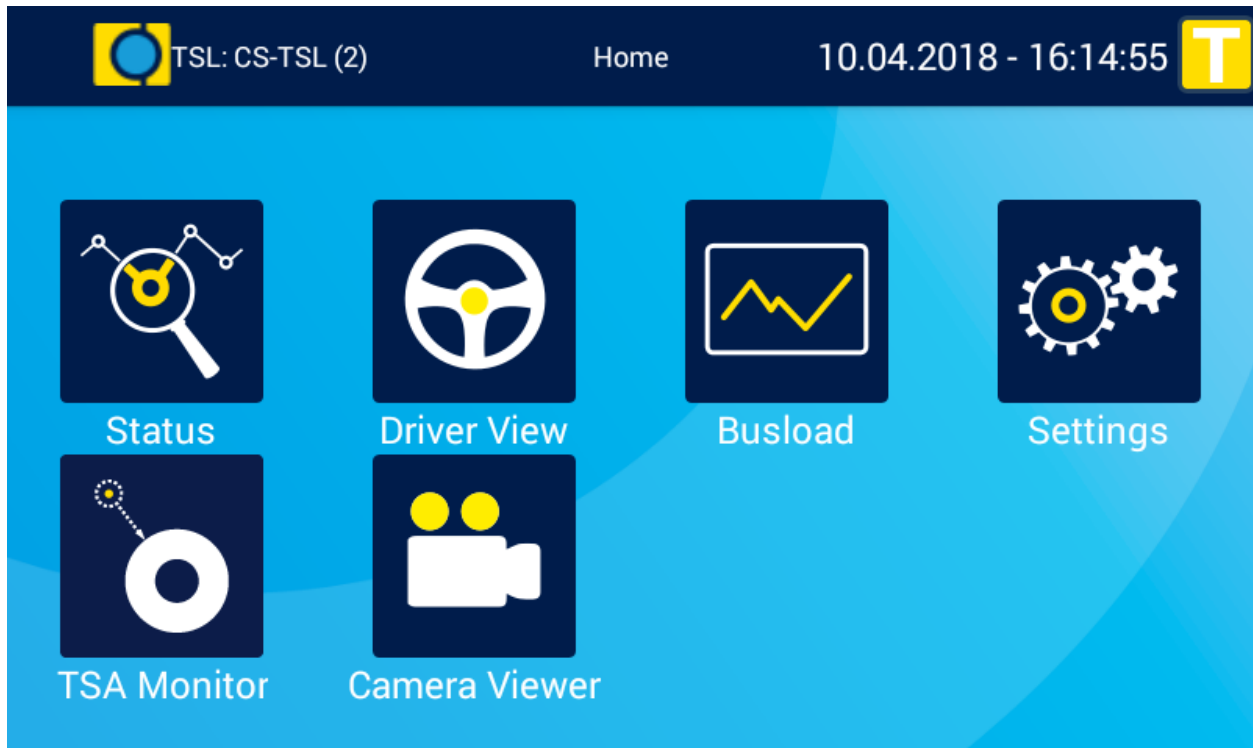 TSL: CS-TSL (2) Home 10.04.2018 - 16:14:55 T
Status Driver View Busload Settings
TSA Monitor Camera Viewer